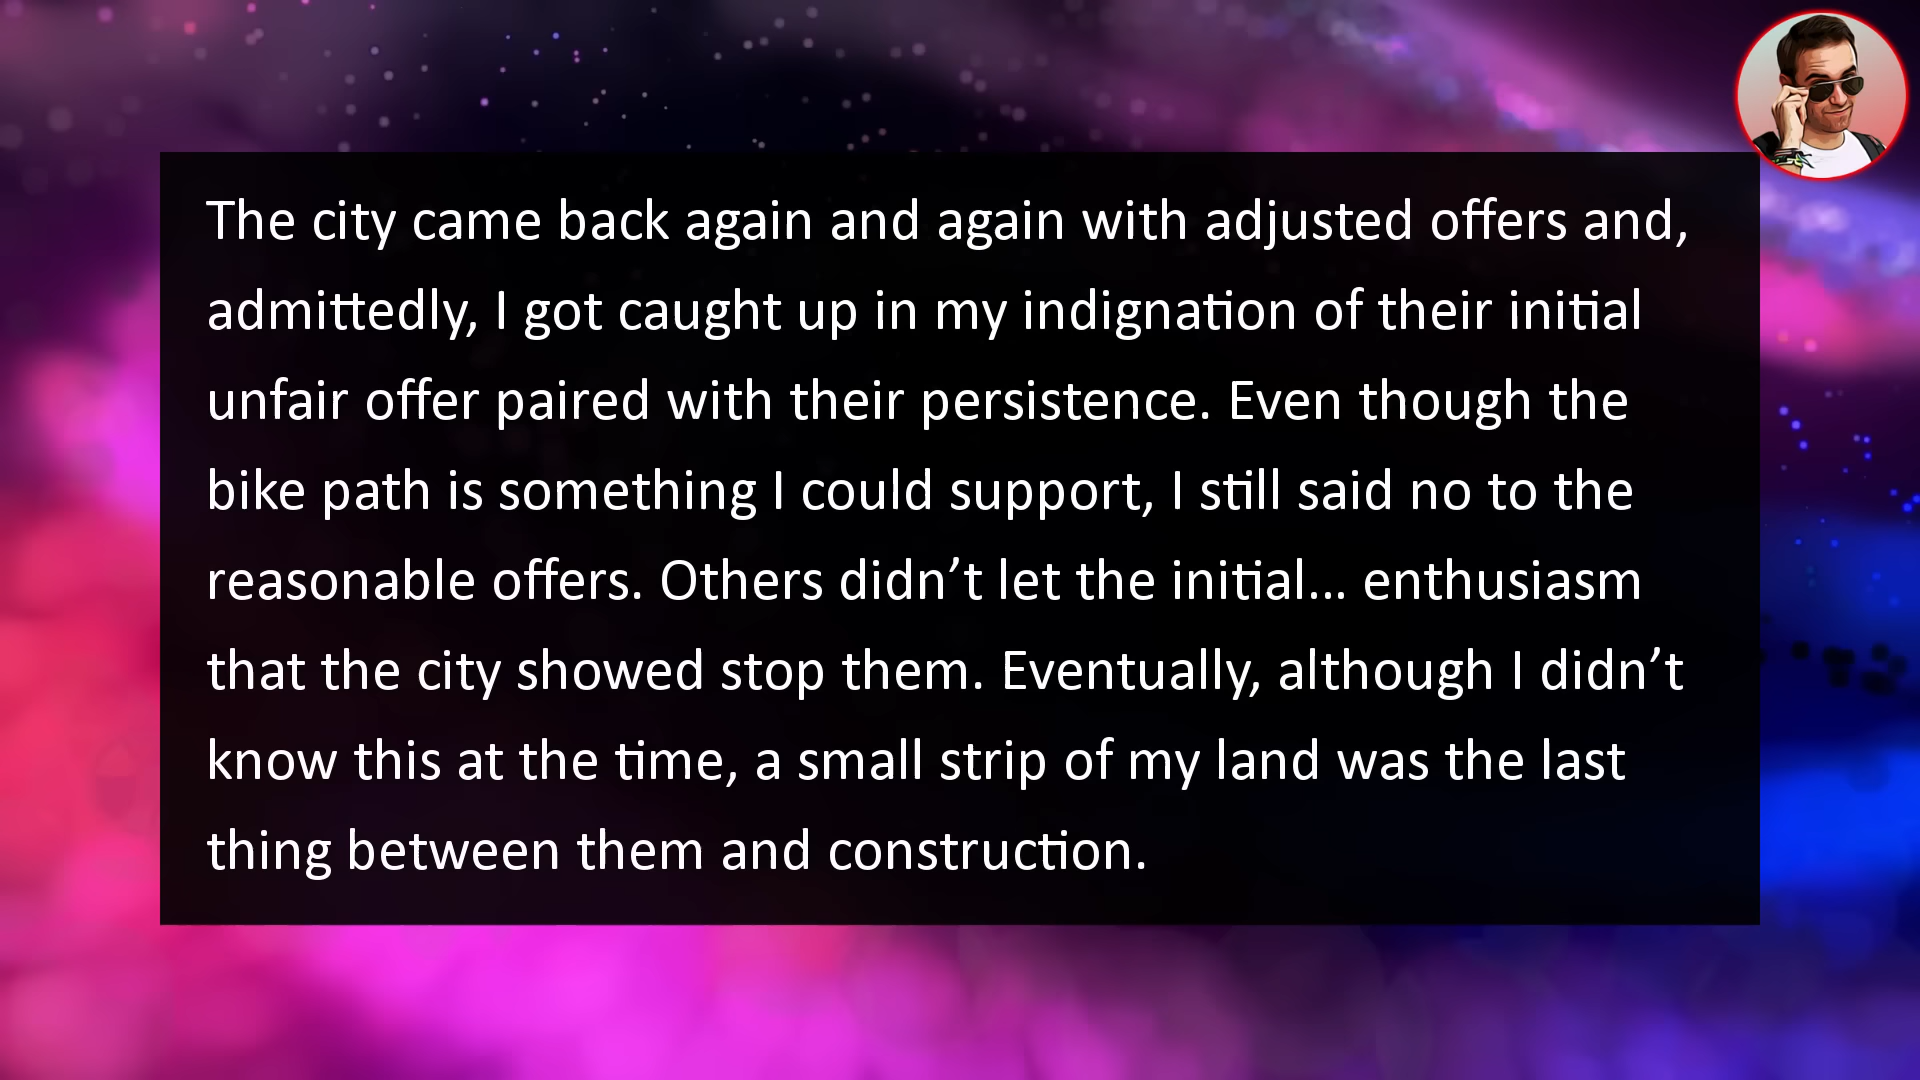 The city came back again and again with adjusted offers and,
admittedly, I got caught up in my indignation of their initial
unfair offer paired with their persistence. Even though the
bike path is something I could support, I still said no to the
reasonable offers. Others didn’t let the initial... enthusiasm
that the city showed stop them. Eventually, although I didn’t
know this at the time, a small strip of my land was the last
thing between them and construction.